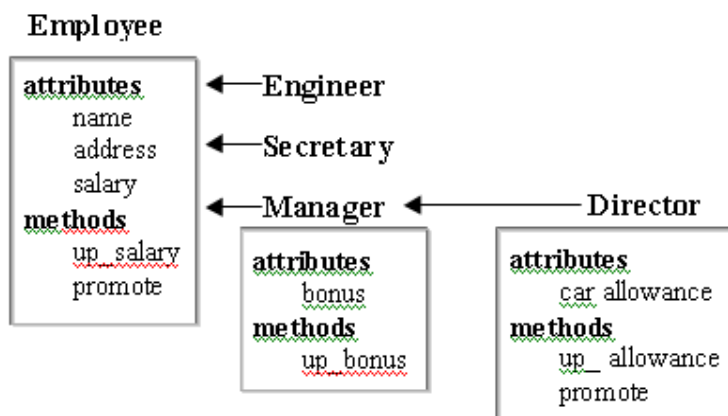 Employee
attributes
name
address
salary
methods
up_salary
promote
Engineer
Secretary
Manager
attributes
bonus
methods
up_bonus
Director
attributes
car allowance
methods
up_ allowance
promote